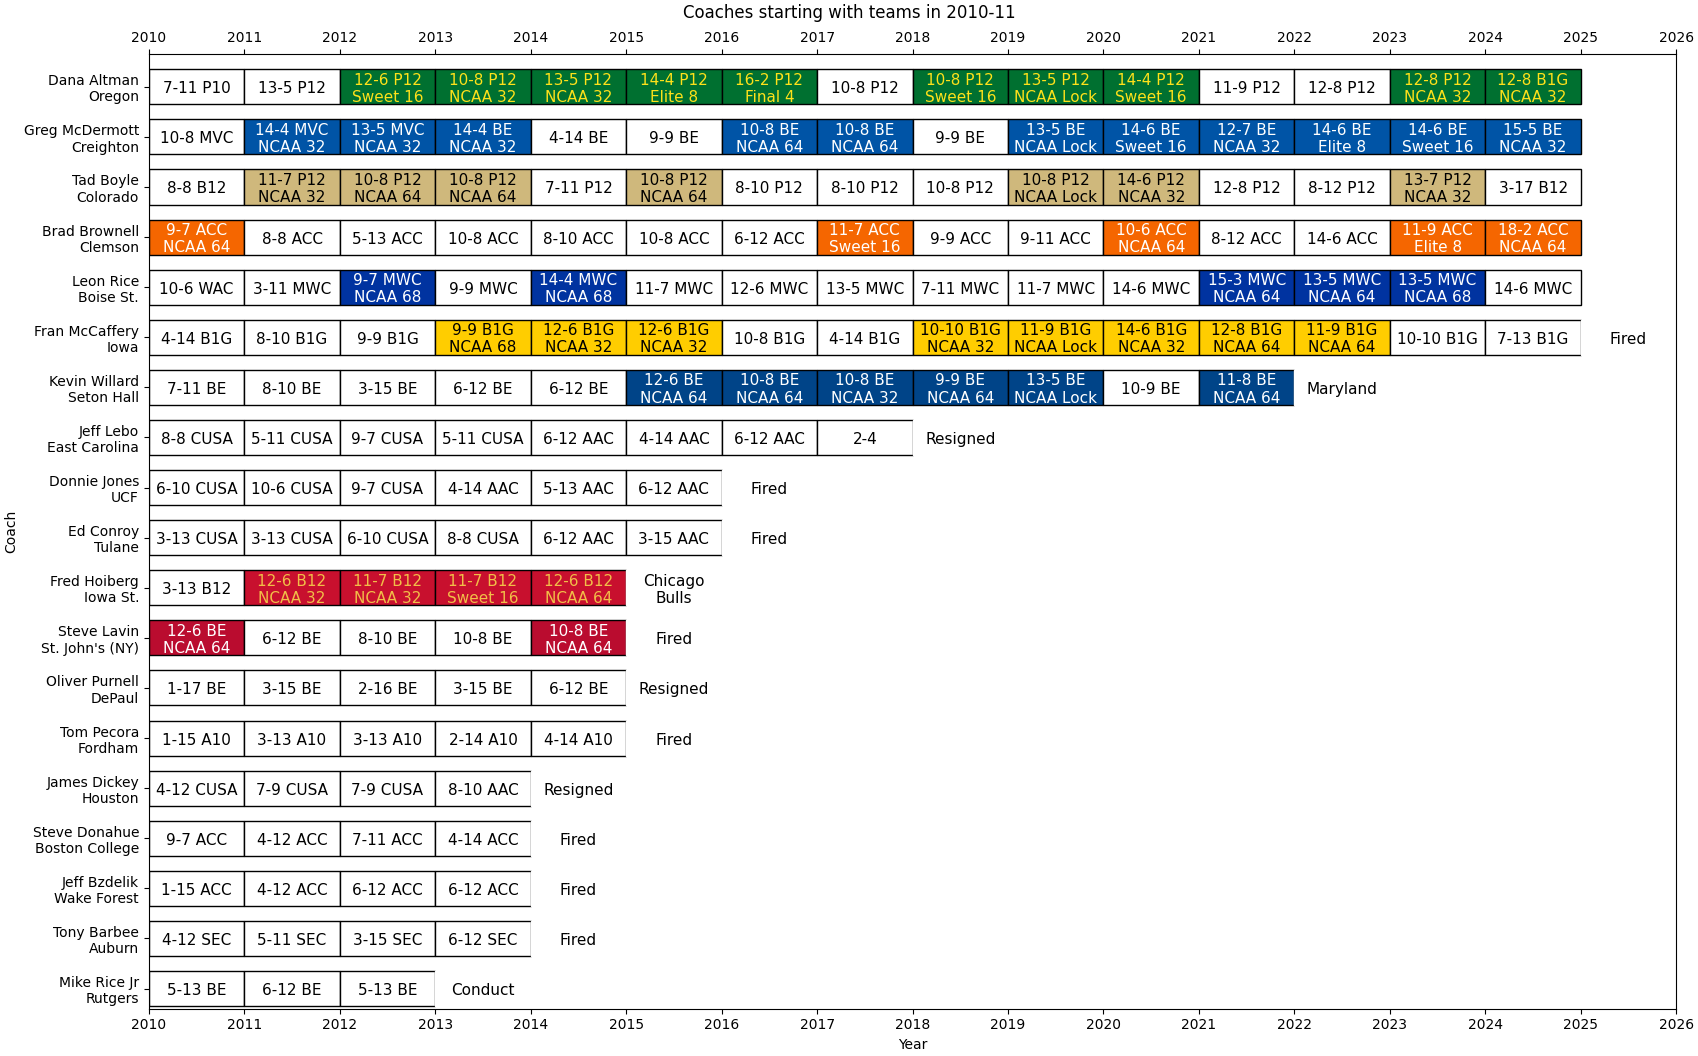 Coaches starting with teams in 2010-11
2010 2011 2012 2013 2014 2015 2016 2017 2018 2019 2020 2021 2022 2023 2024 2025 2026
Dana Altman
Oregon
7-11 P10
13-5 P12
12-6 P12
Sweet 16
10-8 P12
NCAA 32
13-5 P12
NCAA 32
14-4 P12
Elite 8
16-2 P12
Final 4
10-8 P12
10-8 P12
Sweet 16
13-5 P12
NCAA Lock
14-4 P12
Sweet 16
11-9 P12
12-8 P12
12-8 P12
NCAA 32
12-8 B1G
NCAA 32
Greg McDermott
Creighton
10-8 MVC
14-4 MVC
NCAA 32
13-5 MVC
NCAA 32
14-4 BE
NCAA 32
4-14 BE
9-9 BE
10-8 BE
NCAA 64
10-8 BE
NCAA 64
9-9 BE
13-5 BE
NCAA Lock
14-6 BE
Sweet 16
12-7 BE
NCAA 32
14-6 BE
Elite 8
14-6 BE
Sweet 16
15-5 BE
NCAA 32
Tad Boyle
Colorado
8-8 B12
11-7 P12
NCAA 32
10-8 P12
NCAA 64
10-8 P12
NCAA 64
7-11 P12
10-8 P12
NCAA 64
8-10 P12
8-10 P12
10-8 P12
10-8 P12
NCAA Lock
14-6 P12
NCAA 32
12-8 P12
8-12 P12
13-7 P12
NCAA 32
3-17 B12
Brad Brownell
Clemson
9-7 ACC
NCAA 64
8-8 ACC
5-13 ACC
10-8 ACC
8-10 ACC
10-8 ACC
6-12 ACC
11-7 ACC
Sweet 16
9-9 ACC
9-11 ACC
10-6 ACC
NCAA 64
8-12 ACC
14-6 ACC
11-9 ACC
Elite 8
18-2 ACC
NCAA 64
Leon Rice
Boise St.
10-6 WAC
3-11 MWC
9-7 MWC
NCAA 68
9-9 MWC
14-4 MWC
NCAA 68
11-7 MWC
12-6 MWC
13-5 MWC
7-11 MWC
11-7 MWC
14-6 MWC
15-3 MWC
NCAA 64
13-5 MWC
NCAA 64
13-5 MWC
NCAA 68
14-6 MWC
Fran McCaffery
Iowa
4-14 B1G
8-10 B1G
9-9 B1G
9-9 B1G
NCAA 68
12-6 B1G
NCAA 32
12-6 B1G
NCAA 32
10-8 B1G
4-14 B1G
10-10 B1G
NCAA 32
11-9 B1G
NCAA Lock
14-6 B1G
NCAA 32
12-8 B1G
NCAA 64
11-9 B1G
NCAA 64
10-10 B1G
7-13 B1G
Fired
Kevin Willard
Seton Hall
7-11 BE
8-10 BE
3-15 BE
6-12 BE
6-12 BE
12-6 BE
NCAA 64
10-8 BE
NCAA 64
10-8 BE
NCAA 32
9-9 BE
NCAA 64
13-5 BE
NCAA Lock
10-9 BE
11-8 BE
NCAA 64
Maryland
Jeff Lebo
East Carolina
8-8 CUSA
5-11 CUSA
9-7 CUSA
5-11 CUSA
6-12 AAC
4-14 AAC
6-12 AAC
2-4
Resigned
Donnie Jones
UCF
6-10 CUSA
10-6 CUSA
9-7 CUSA
4-14 AAC
5-13 AAC
6-12 AAC
Fired
Ed Conroy
Tulane
3-13 CUSA
3-13 CUSA
6-10 CUSA
8-8 CUSA
6-12 AAC
3-15 AAC
Fired
Fred Hoiberg
Iowa St.
3-13 B12
12-6 B12
NCAA 32
11-7 B12
NCAA 32
11-7 B12
Sweet 16
12-6 B12
NCAA 64
Chicago
Bulls
Steve Lavin
St. John's (NY)
12-6 BE
NCAA 64
6-12 BE
8-10 BE
10-8 BE
10-8 BE
NCAA 64
Fired
Oliver Purnell
DePaul
1-17 BE
3-15 BE
2-16 BE
3-15 BE
6-12 BE
Resigned
Tom Pecora
Fordham
1-15 A10
3-13 A10
3-13 A10
2-14 A10
4-14 A10
Fired
James Dickey
Houston
4-12 CUSA
7-9 CUSA
7-9 CUSA
8-10 AAC
Resigned
Steve Donahue
Boston College
9-7 ACC
4-12 ACC
7-11 ACC
4-14 ACC
Fired
Jeff Bzdelik
Wake Forest
1-15 ACC
4-12 ACC
6-12 ACC
6-12 ACC
Fired
Tony Barbee
Auburn
4-12 SEC
5-11 SEC
3-15 SEC
6-12 SEC
Fired
Mike Rice Jr
Rutgers
5-13 BE
6-12 BE
5-13 BE
Conduct
Coach
2010 2011 2012 2013 2014 2015 2016 2017 2018 2019 2020 2021 2022 2023 2024 2025 2026
Year